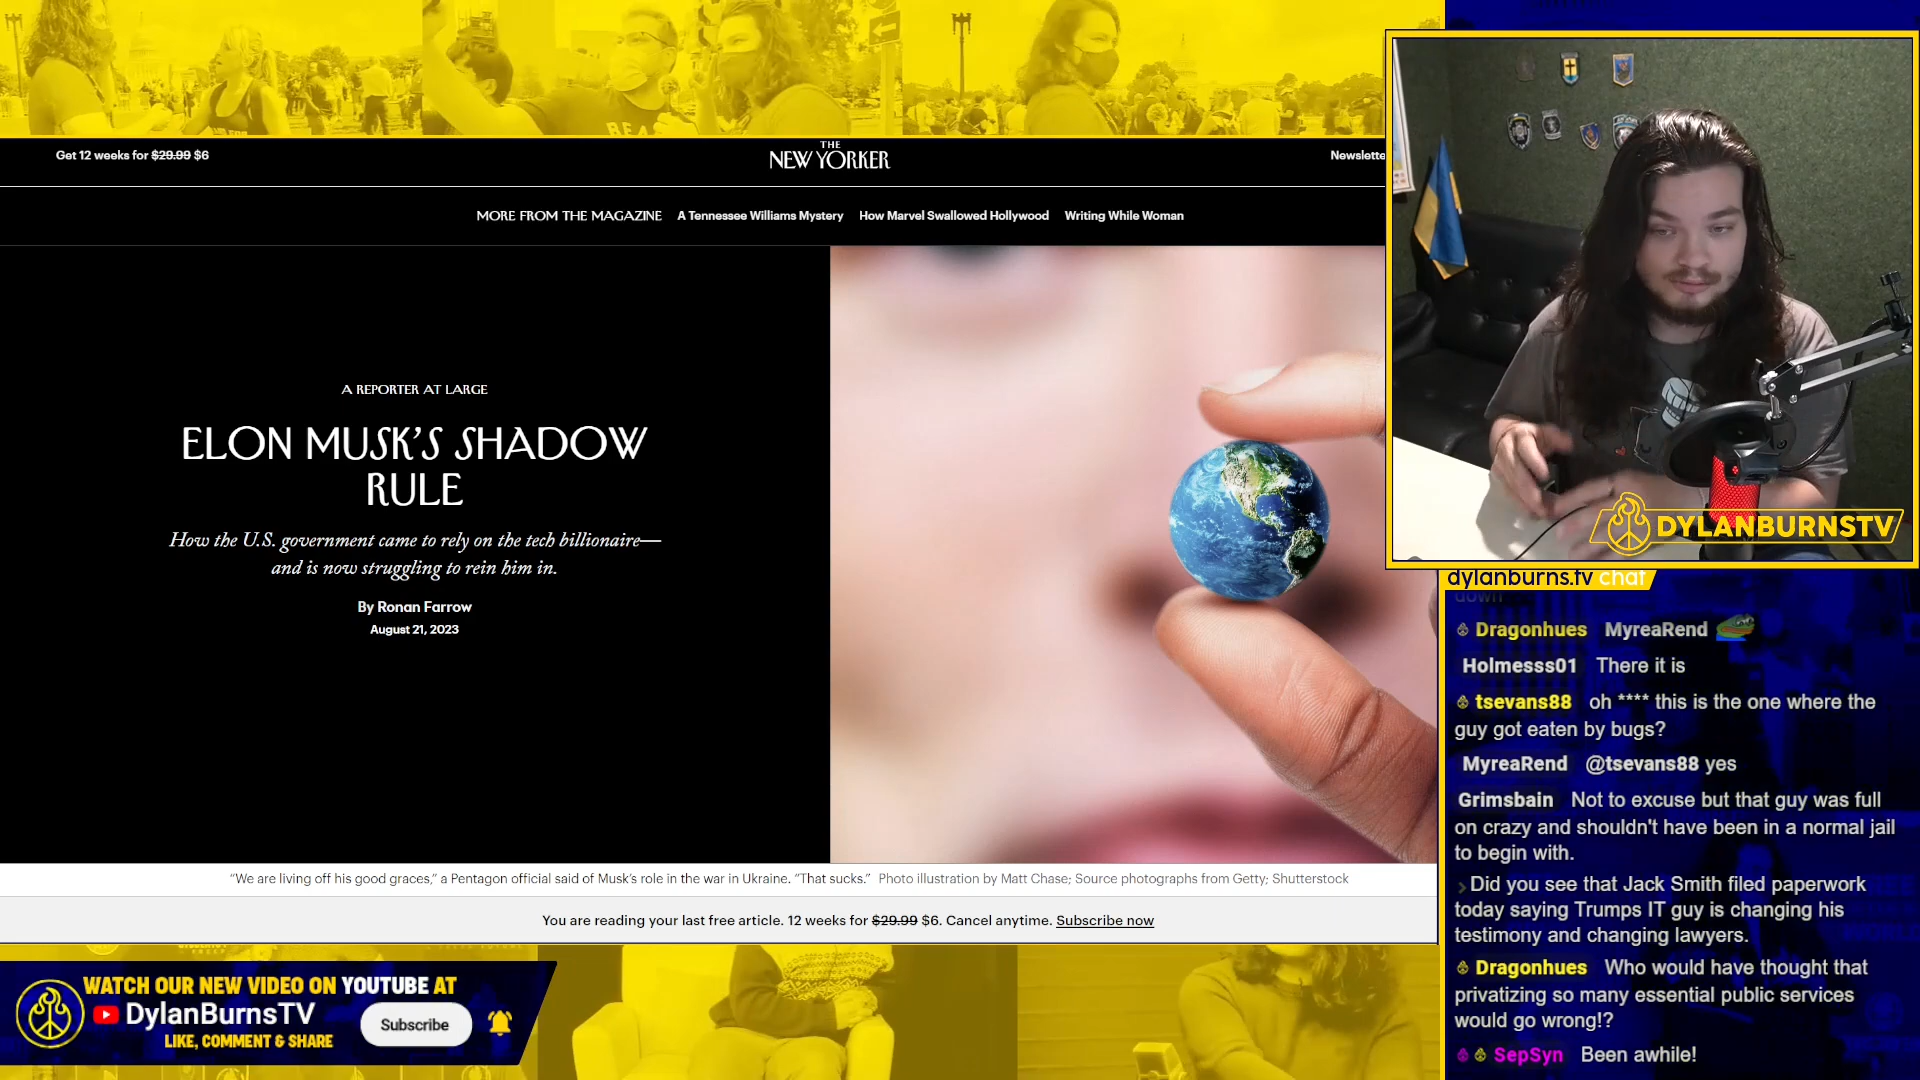 Get 12 weeks for $29.99 $6
THE
NEW YORKER
Newslette
MORE FROM THE MAGAZINE A Tennessee Williams Mystery How Marvel Swallowed Hollywood Writing While Woman
A REPORTER AT LARGE
ELON MUSK'S SHADOW
RULE
How the U.S. government came to rely on the tech billionaire—
and is now struggling to rein him in.
By Ronan Farrow
August 21, 2023
“We are living off his good graces,” a Pentagon official said of Musk’s role in the war in Ukraine. “That sucks.” Photo illustration by Matt Chase; Source photographs from Getty; Shutterstock
You are reading your last free article. 12 weeks for $29.99 $6. Cancel anytime. Subscribe now
WATCH OUR NEW VIDEO ON YOUTUBE AT
DylanBurnsTV
LIKE, COMMENT & SHARE
Subscribe
DYLANBURNSTV
dylanburns.tv chat
down
Dragonhues MyreaRend
Holmesss01 There it is
tsevans88 oh **** this is the one where the
guy got eaten by bugs?
MyreaRend @tsevans88 yes
Grimsbain Not to excuse but that guy was full
on crazy and shouldn't have been in a normal jail
to begin with.
Did you see that Jack Smith filed paperwork
today saying Trumps IT guy is changing his
testimony and changing lawyers.
Dragonhues Who would have thought that
privatizing so many essential public services
would go wrong!?
SepSyn Been awhile!